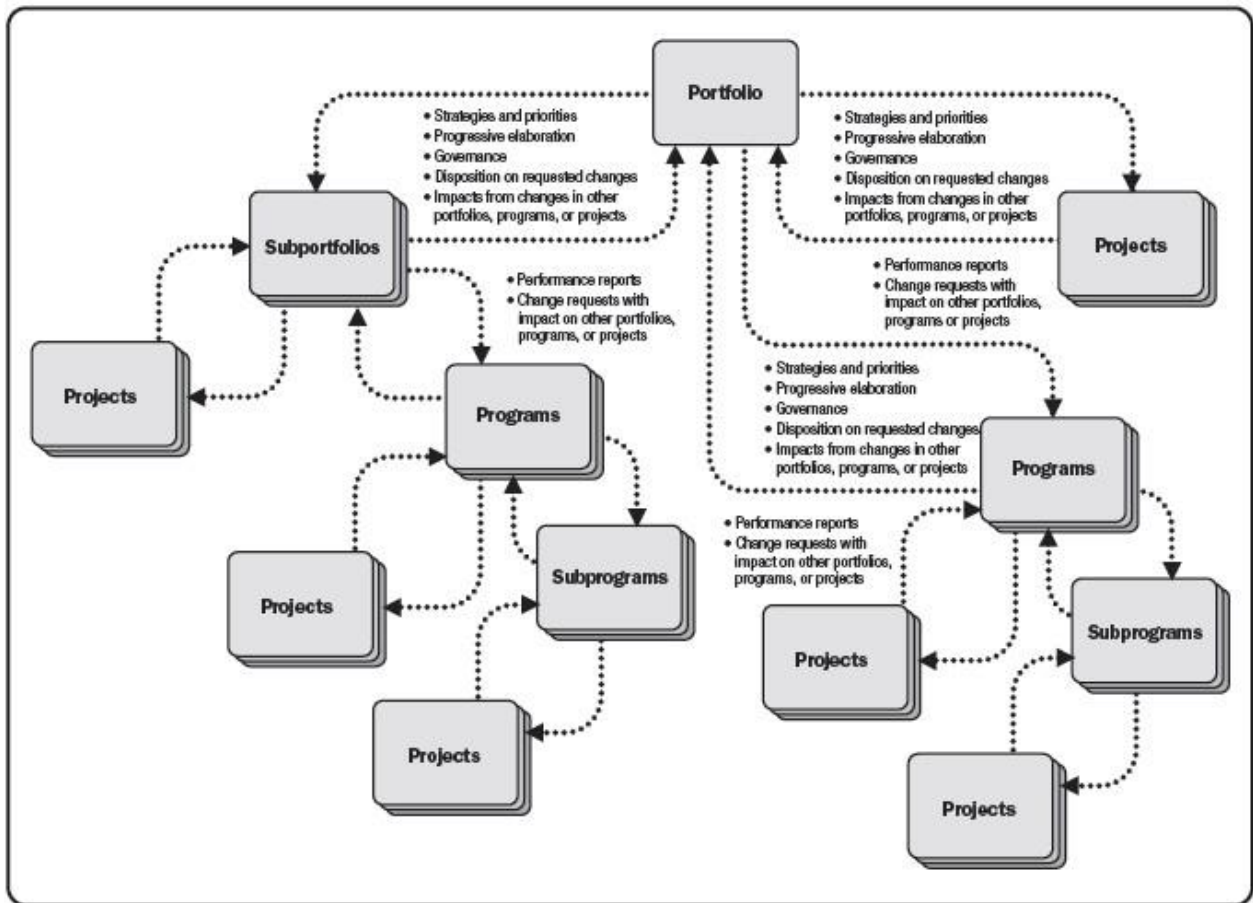 Portfolio
• Strategies and priorities
• Progressive elaboration
• Governance
• Disposition on requested changes
• Impacts from changes in other
portfolios, programs, or projects
• Strategies and priorities
• Progressive elaboration
• Governance
• Disposition on requested changes
• Impacts from changes in other
portfolios, programs, or projects
Subportfolios
Projects
• Performance reports
• Change requests with
impact on other portfolios,
programs, or projects
• Performance reports
• Change requests with
impact on other portfolios,
programs or projects
Projects
Programs
• Strategies and priorities
• Progressive elaboration
• Governance
• Disposition on requested changes
• Impacts from changes in other
portfolios, programs, or projects
Programs
• Performance reports
• Change requests with
impact on other portfolios,
programs, or projects
Projects
Subprograms
Projects
Subprograms
Projects
Projects